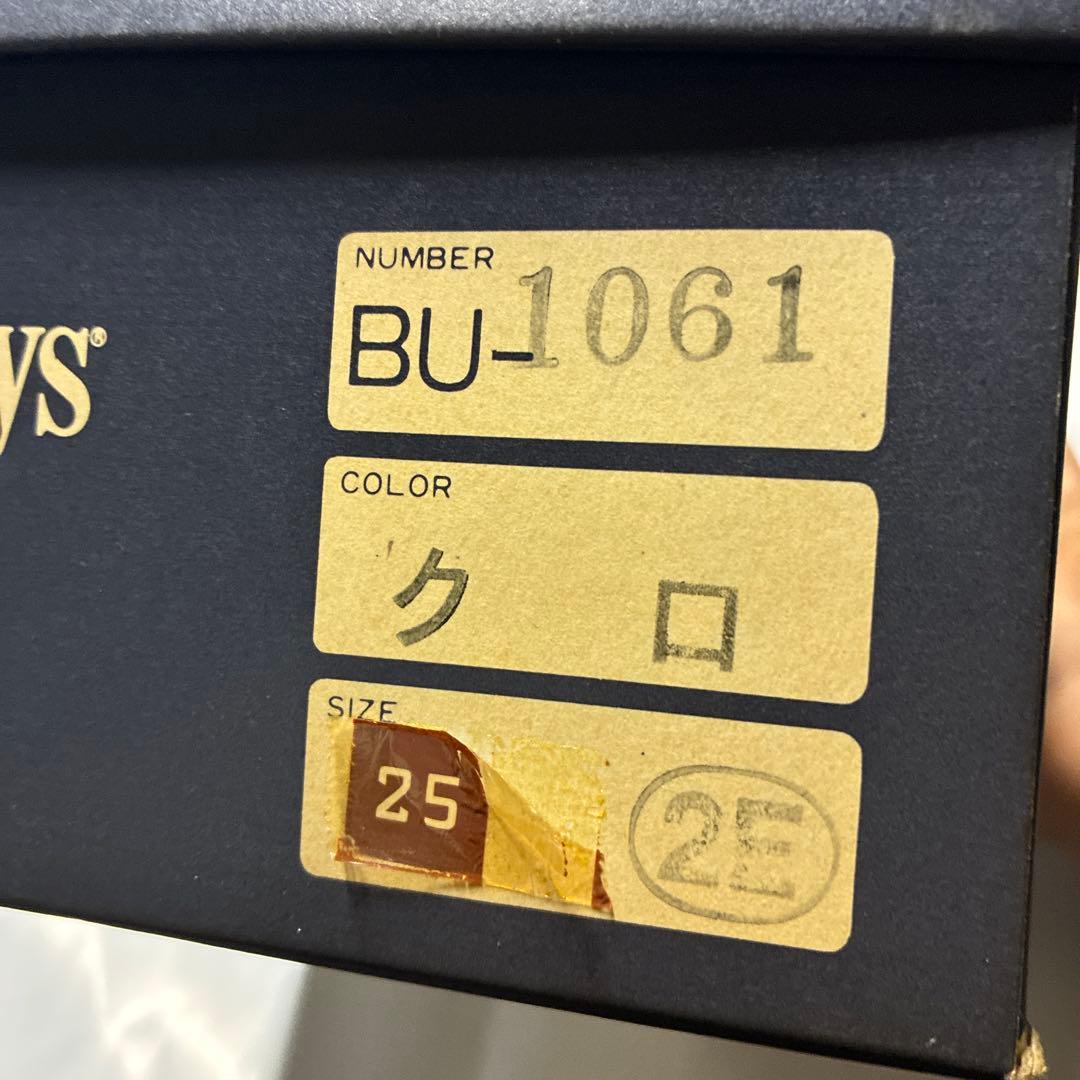 ys®
NUMBER
BU-1061
COLOR
クロ
SIZE
25 2E